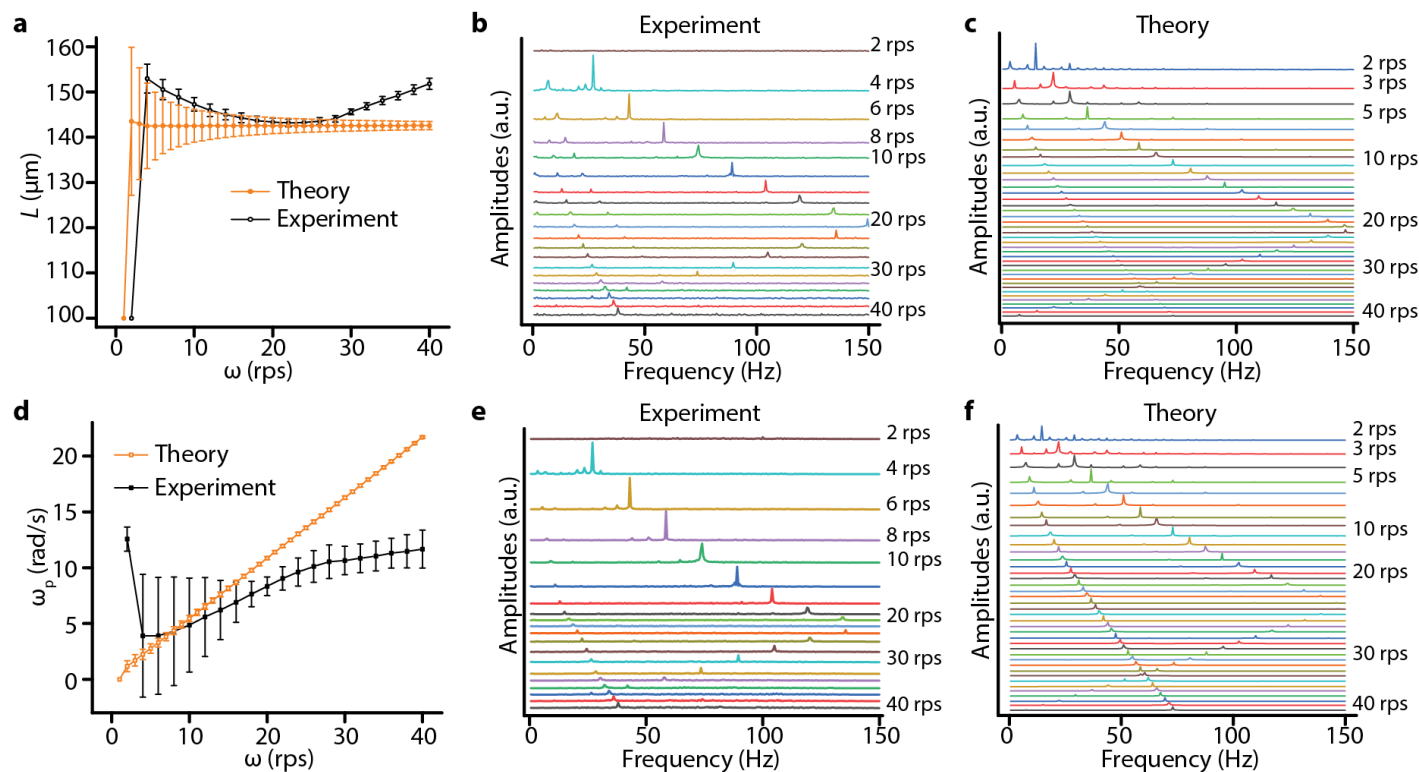 a
160
150
140
130
120
110
100
L (μm)
Theory
Experiment
0 10 20 30 40
ω (rps)
b
Experiment
2 rps
4 rps
6 rps
8 rps
10 rps
20 rps
30 rps
40 rps
Amplitudes (a.u.)
0 50 100 150
Frequency (Hz)
c
Theory
2 rps
3 rps
5 rps
10 rps
20 rps
30 rps
40 rps
Amplitudes (a.u.)
0 50 100 150
Frequency (Hz)
d
20
15
10
5
0
ωp (rad/s)
Theory
Experiment
0 10 20 30 40
ω (rps)
e
Experiment
2 rps
4 rps
6 rps
8 rps
10 rps
20 rps
30 rps
40 rps
Amplitudes (a.u.)
0 50 100 150
Frequency (Hz)
f
Theory
2 rps
3 rps
5 rps
10 rps
20 rps
30 rps
40 rps
Amplitudes (a.u.)
0 50 100 150
Frequency (Hz)